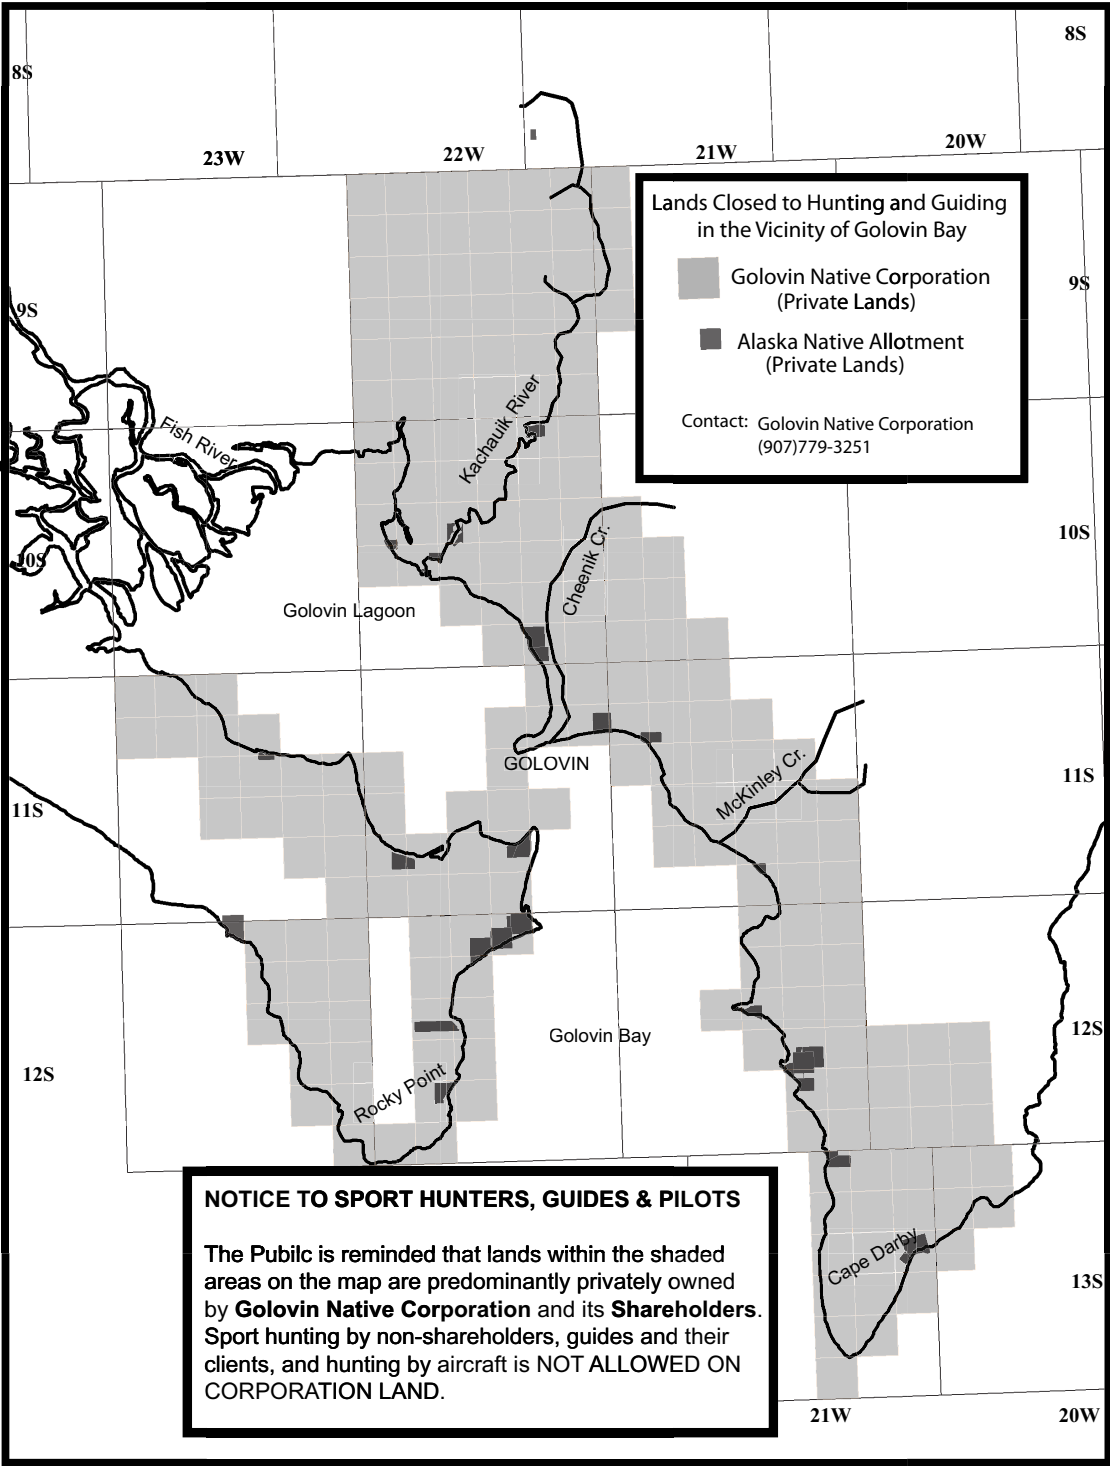 8S
8S
23W
22W
21W
20W
Lands Closed to Hunting and Guiding
in the Vicinity of Golovin Bay
Golovin Native Corporation
(Private Lands)
Alaska Native Allotment
(Private Lands)
Contact: Golovin Native Corporation
(907)779-3251
9S
9S
Fish River
Kachauik River
10S
10S
Cheenik Cr.
Golovin Lagoon
GOLOVIN
McKinley Cr.
11S
11S
Golovin Bay
12S
12S
Rocky Point
Cape Darby
13S
NOTICE TO SPORT HUNTERS, GUIDES & PILOTS
The Pubilc is reminded that lands within the shaded
areas on the map are predominantly privately owned
by Golovin Native Corporation and its Shareholders.
Sport hunting by non-shareholders, guides and their
clients, and hunting by aircraft is NOT ALLOWED ON
CORPORATION LAND.
21W
20W